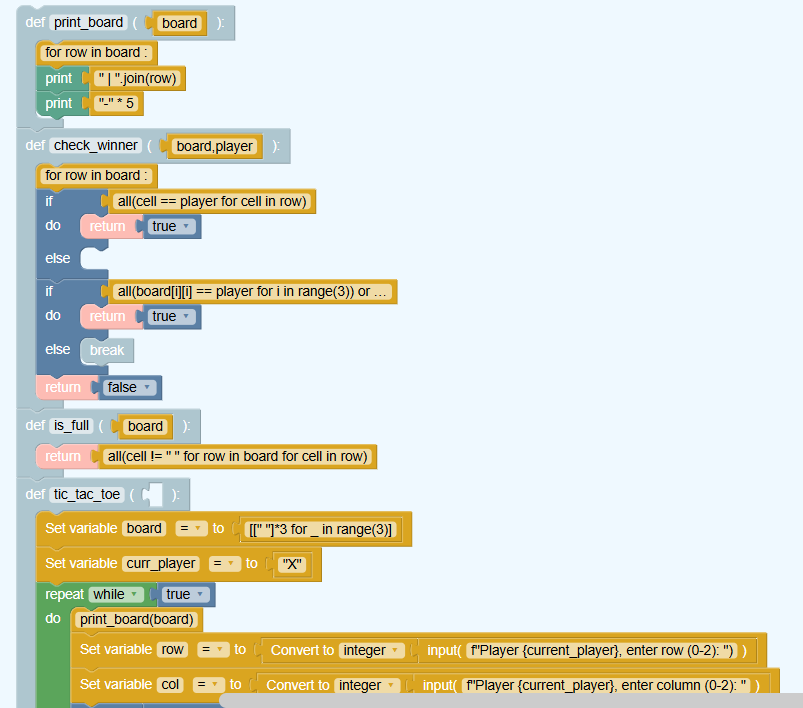 def print_board ( board ):
for row in board :
print " | ".join(row)
print "-" * 5
def check_winner ( board,player ):
for row in board :
if all(cell == player for cell in row)
do return true
else
if all(board[i][i] == player for i in range(3)) or ...
do return true
else break
return false
def is_full ( board ):
return all(cell != " " for row in board for cell in row)
def tic_tac_toe ( ):
Set variable board = to [[" "]*3 for _ in range(3)]
Set variable curr_player = to "X"
repeat while true
do print_board(board)
Set variable row = to Convert to integer input( f"Player {current_player}, enter row (0-2): ") )
Set variable col = to Convert to integer input( f"Player {current_player}, enter column (0-2): " )